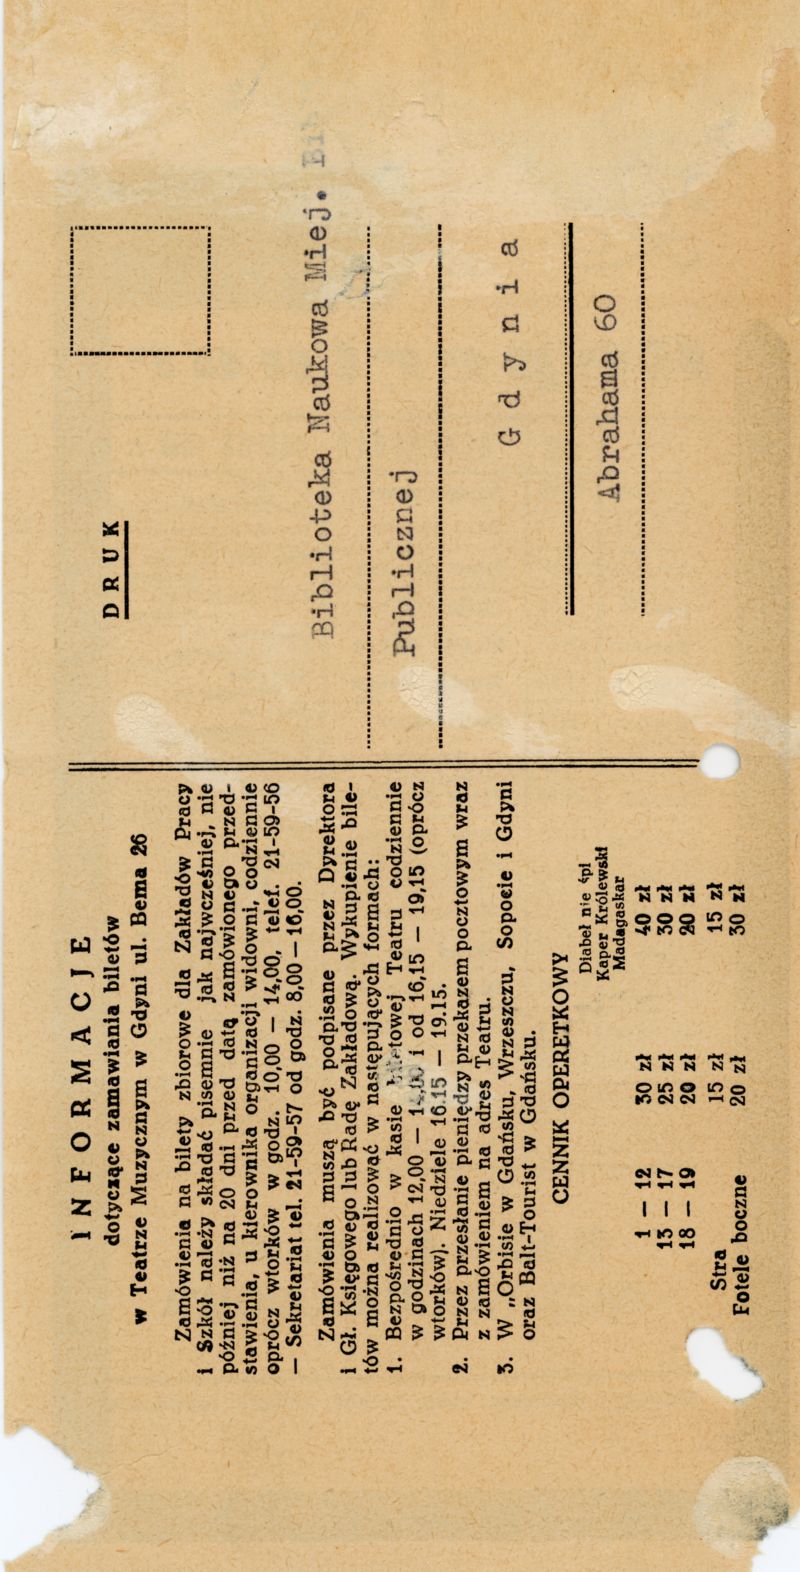 INFORMACJE
dotyczące zamawiania biletów
w Teatrze Muzycznym w Gdyni ul. Bema 26
Zamówienia na bilety zbiorowe dla Zakładów Pracy
i Szkół należy składać pisemnie jak najwcześniej, nie
później niż na 20 dni przed datą zamówionego przed-
stawienia, u kierownika organizacji widowni, codziennie
oprócz wtorków w godz. 10,00 — 14,00, telef. 21-59-56
— Sekretariat tel. 21-59-57 od godz. 8,00 — 16,00.
Zamówienia muszą być podpisane przez Dyrektora
i Gł. Księgowego lub Radę Zakładową. Wykupienie bile-
tów można realizować w następujących formach:
1. Bezpośrednio w kasie biletowej Teatru codziennie
w godzinach 12,00 — 14,00 i od 16,15 — 19,15 (oprócz
wtorków). Niedziele 16.15 — 19.15.
2. Przez przesłanie pieniędzy przekazem pocztowym wraz
z zamówieniem na adres Teatru.
3. W „Orbisie w Gdańsku, Wrzeszczu, Sopocie i Gdyni
oraz Balt-Tourist w Gdańsku.
CENNIK OPERETKOWY
Diabeł nie śpi
Kaper Królewski
Madagaskar
1 — 12 30 zł 40 zł
13 — 17 25 zł 30 zł
18 — 19 20 zł 20 zł
Stra 15 zł 15 zł
Fotele boczne 20 zł 30 zł
DRUK
Biblioteka Naukowa Miej.
Publicznej
Gdynia
Abrahama 60